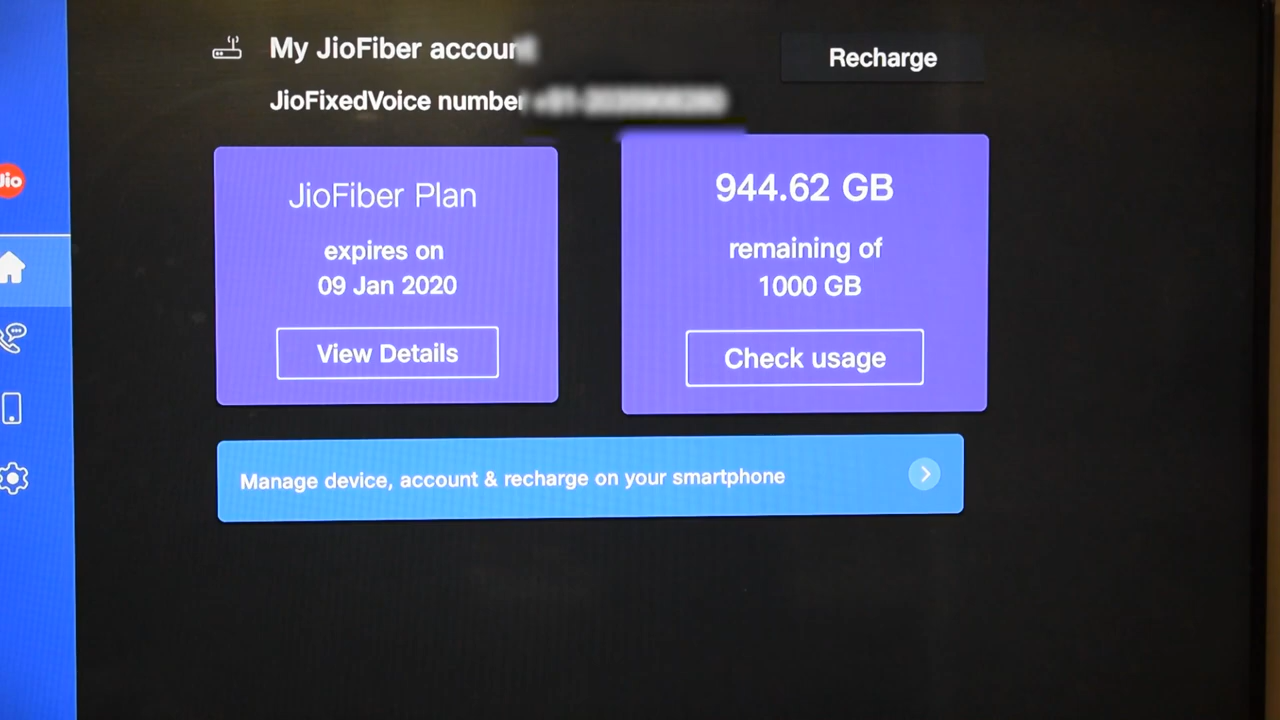 My JioFiber account
Recharge
JioFixedVoice number
Jio
JioFiber Plan
expires on
09 Jan 2020
View Details
944.62 GB
remaining of
1000 GB
Check usage
Manage device, account & recharge on your smartphone